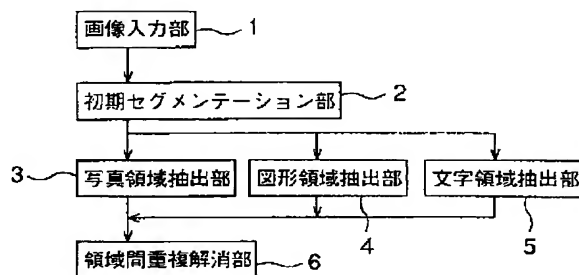 画像入力部 1
初期セグメンテーション部 2
3 写真領域抽出部 図形領域抽出部 文字領域抽出部
4 5
領域間重複解消部 6